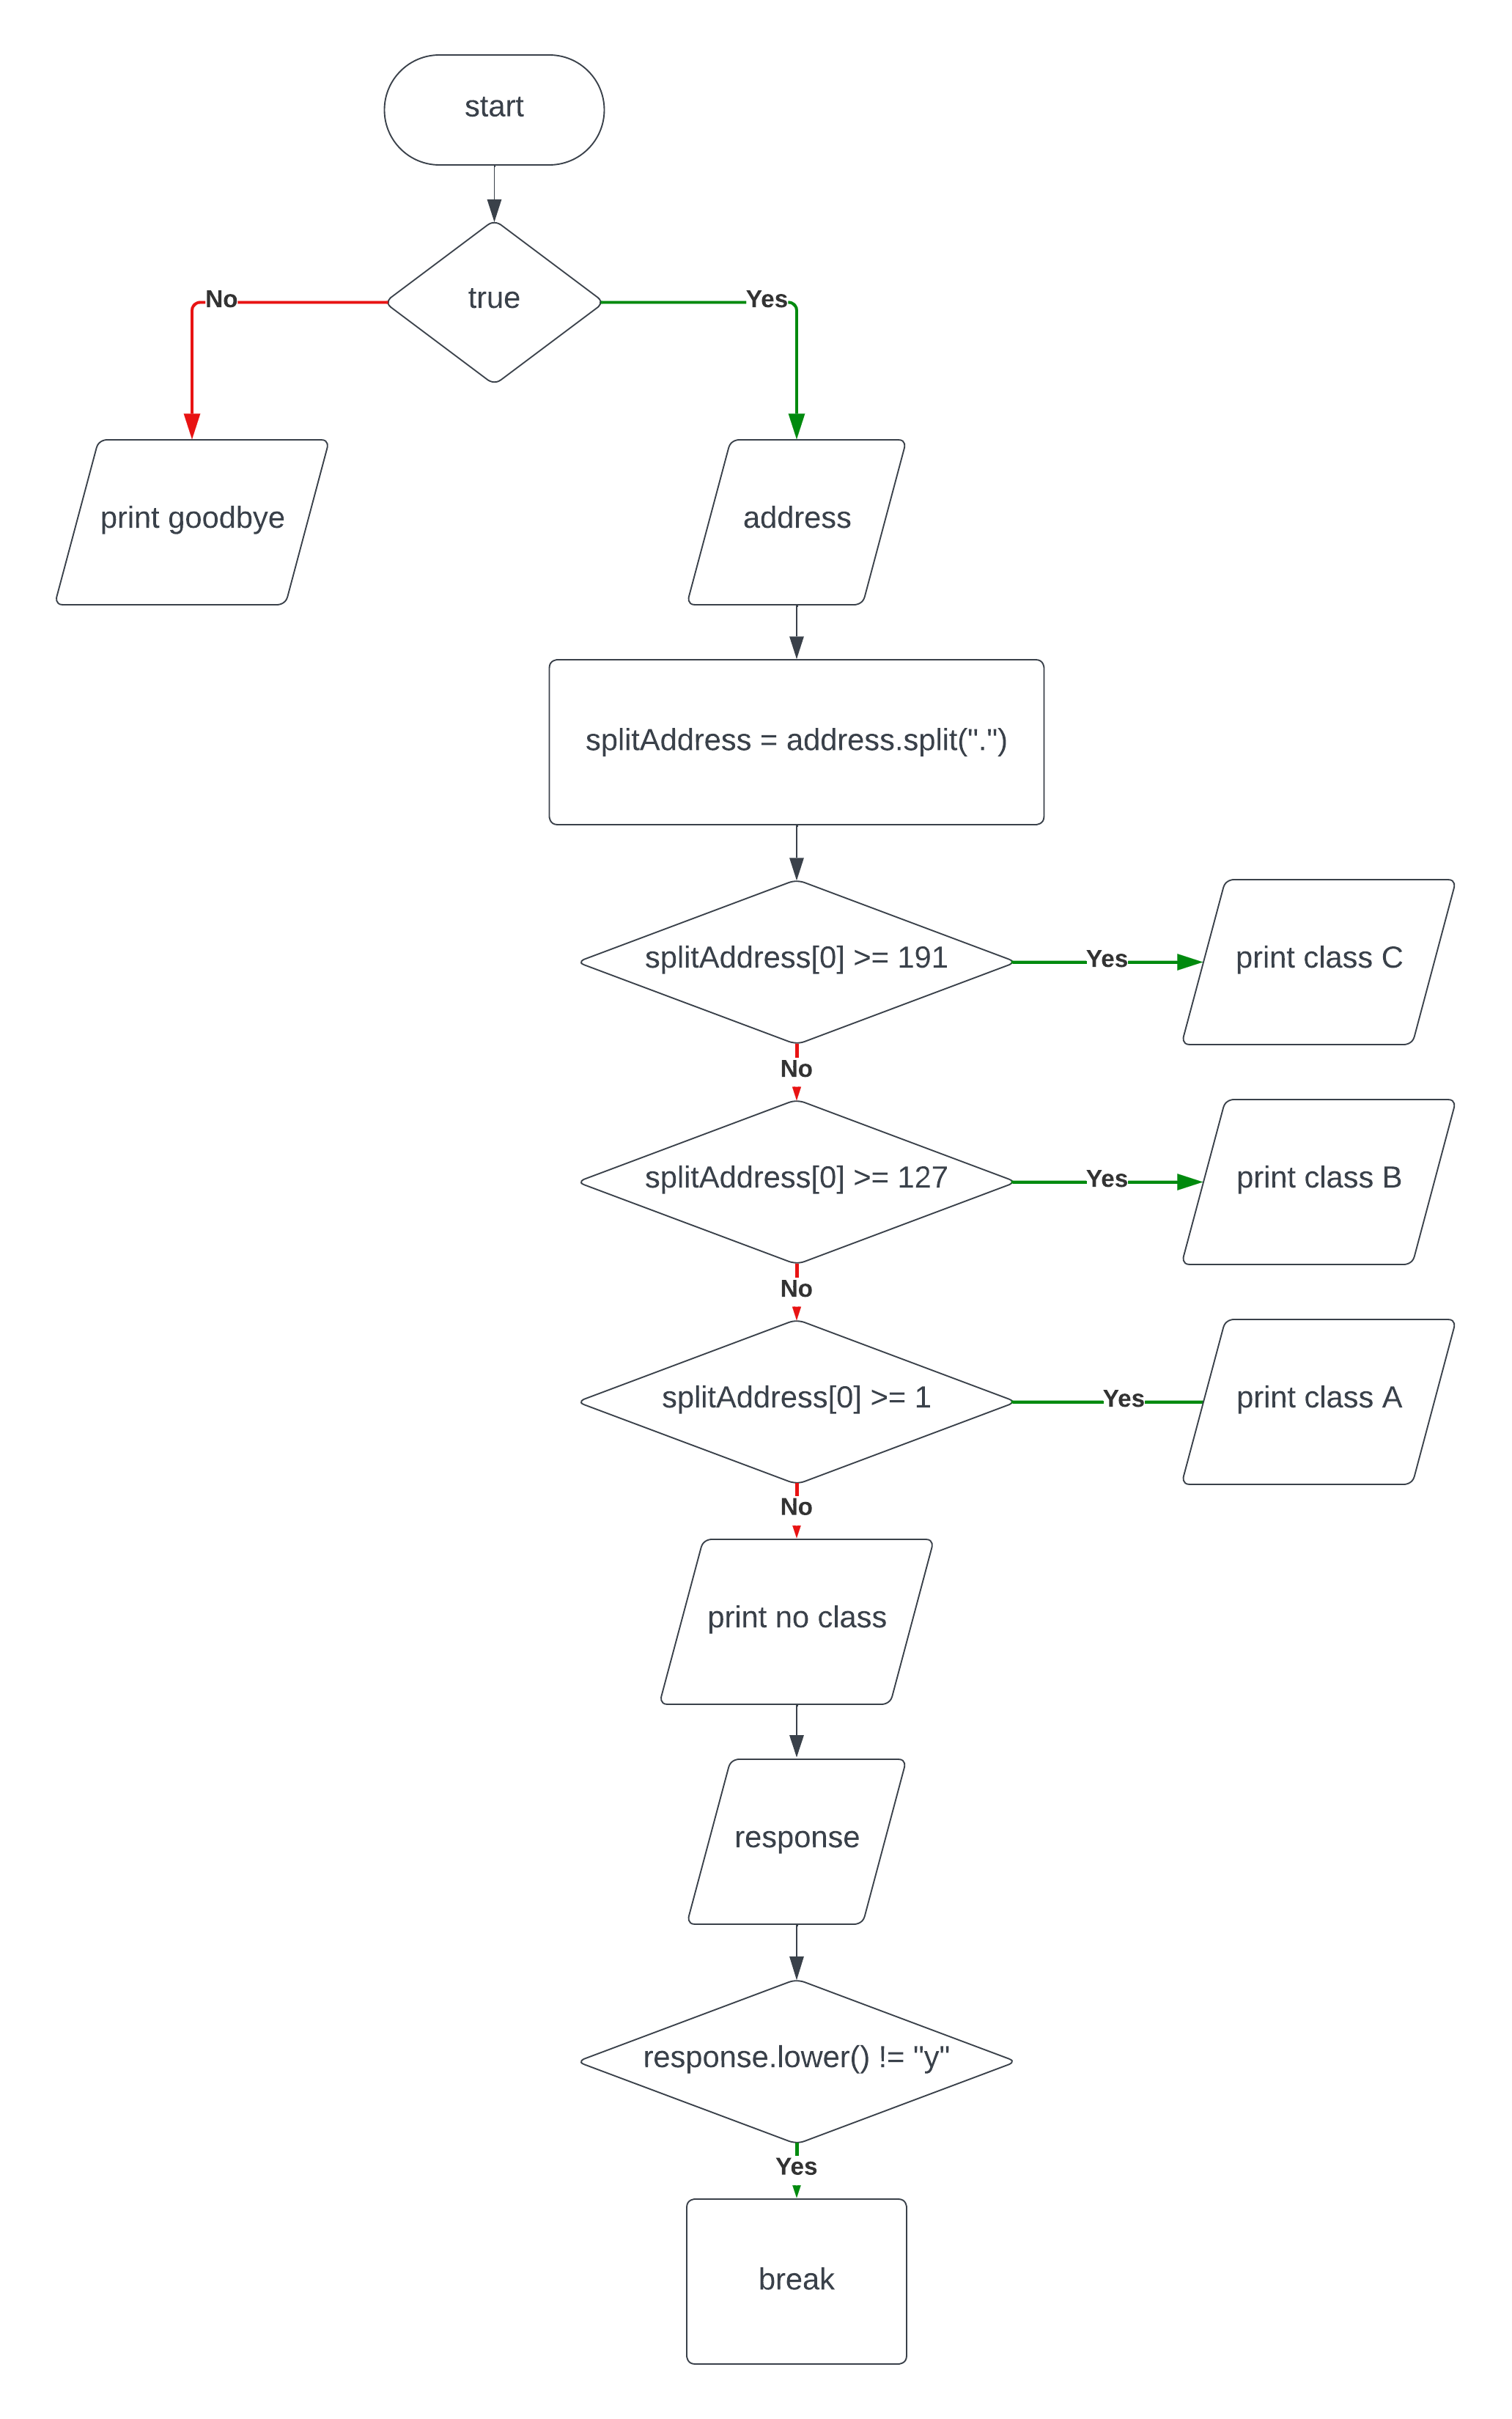 start
true
No
Yes
print goodbye
address
splitAddress = address.split(".")
splitAddress[0] >= 191
Yes
print class C
No
splitAddress[0] >= 127
Yes
print class B
No
splitAddress[0] >= 1
Yes
print class A
No
print no class
response
response.lower() != "y"
Yes
break